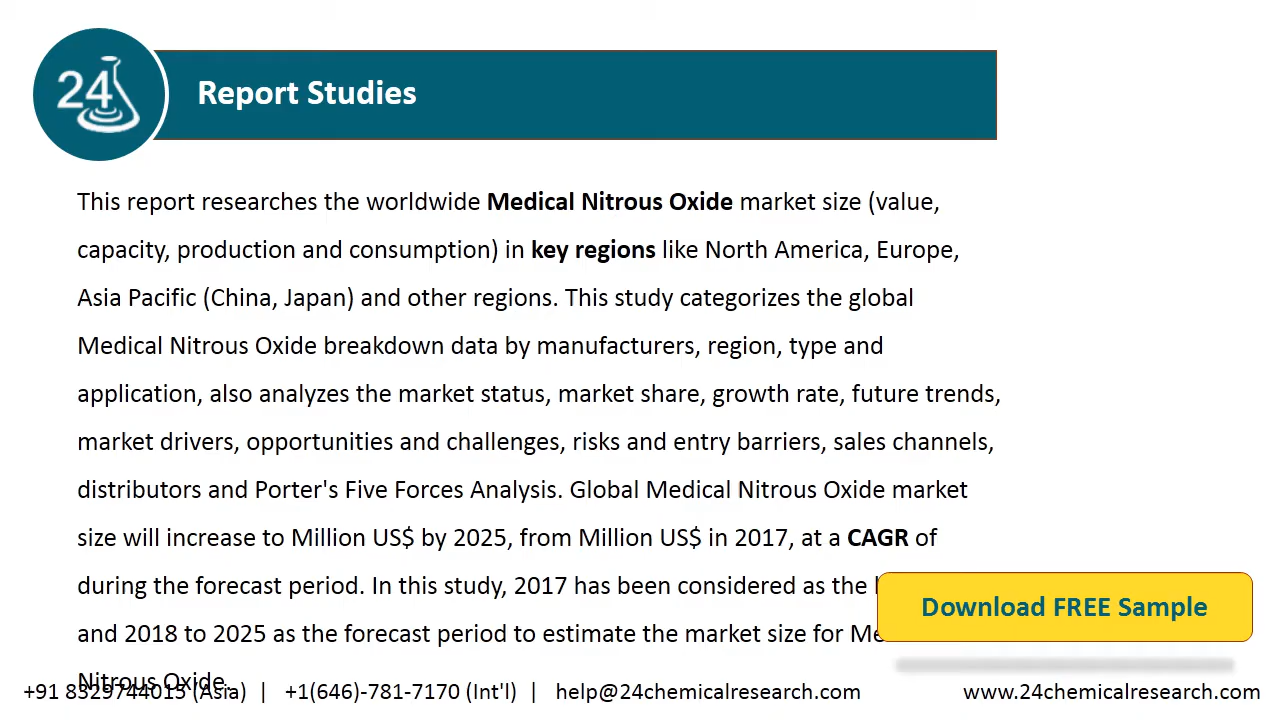 24
Report Studies
This report researches the worldwide Medical Nitrous Oxide market size (value,
capacity, production and consumption) in key regions like North America, Europe,
Asia Pacific (China, Japan) and other regions. This study categorizes the global
Medical Nitrous Oxide breakdown data by manufacturers, region, type and
application, also analyzes the market status, market share, growth rate, future trends,
market drivers, opportunities and challenges, risks and entry barriers, sales channels,
distributors and Porter's Five Forces Analysis. Global Medical Nitrous Oxide market
size will increase to Million US$ by 2025, from Million US$ in 2017, at a CAGR of
during the forecast period. In this study, 2017 has been considered as the
and 2018 to 2025 as the forecast period to estimate the market size for
Nitrous Oxide.
Download FREE Sample
+91 8329744015 (Asia) | +1(646)-781-7170 (Int'l) | help@24chemicalresearch.com
www.24chemicalresearch.com